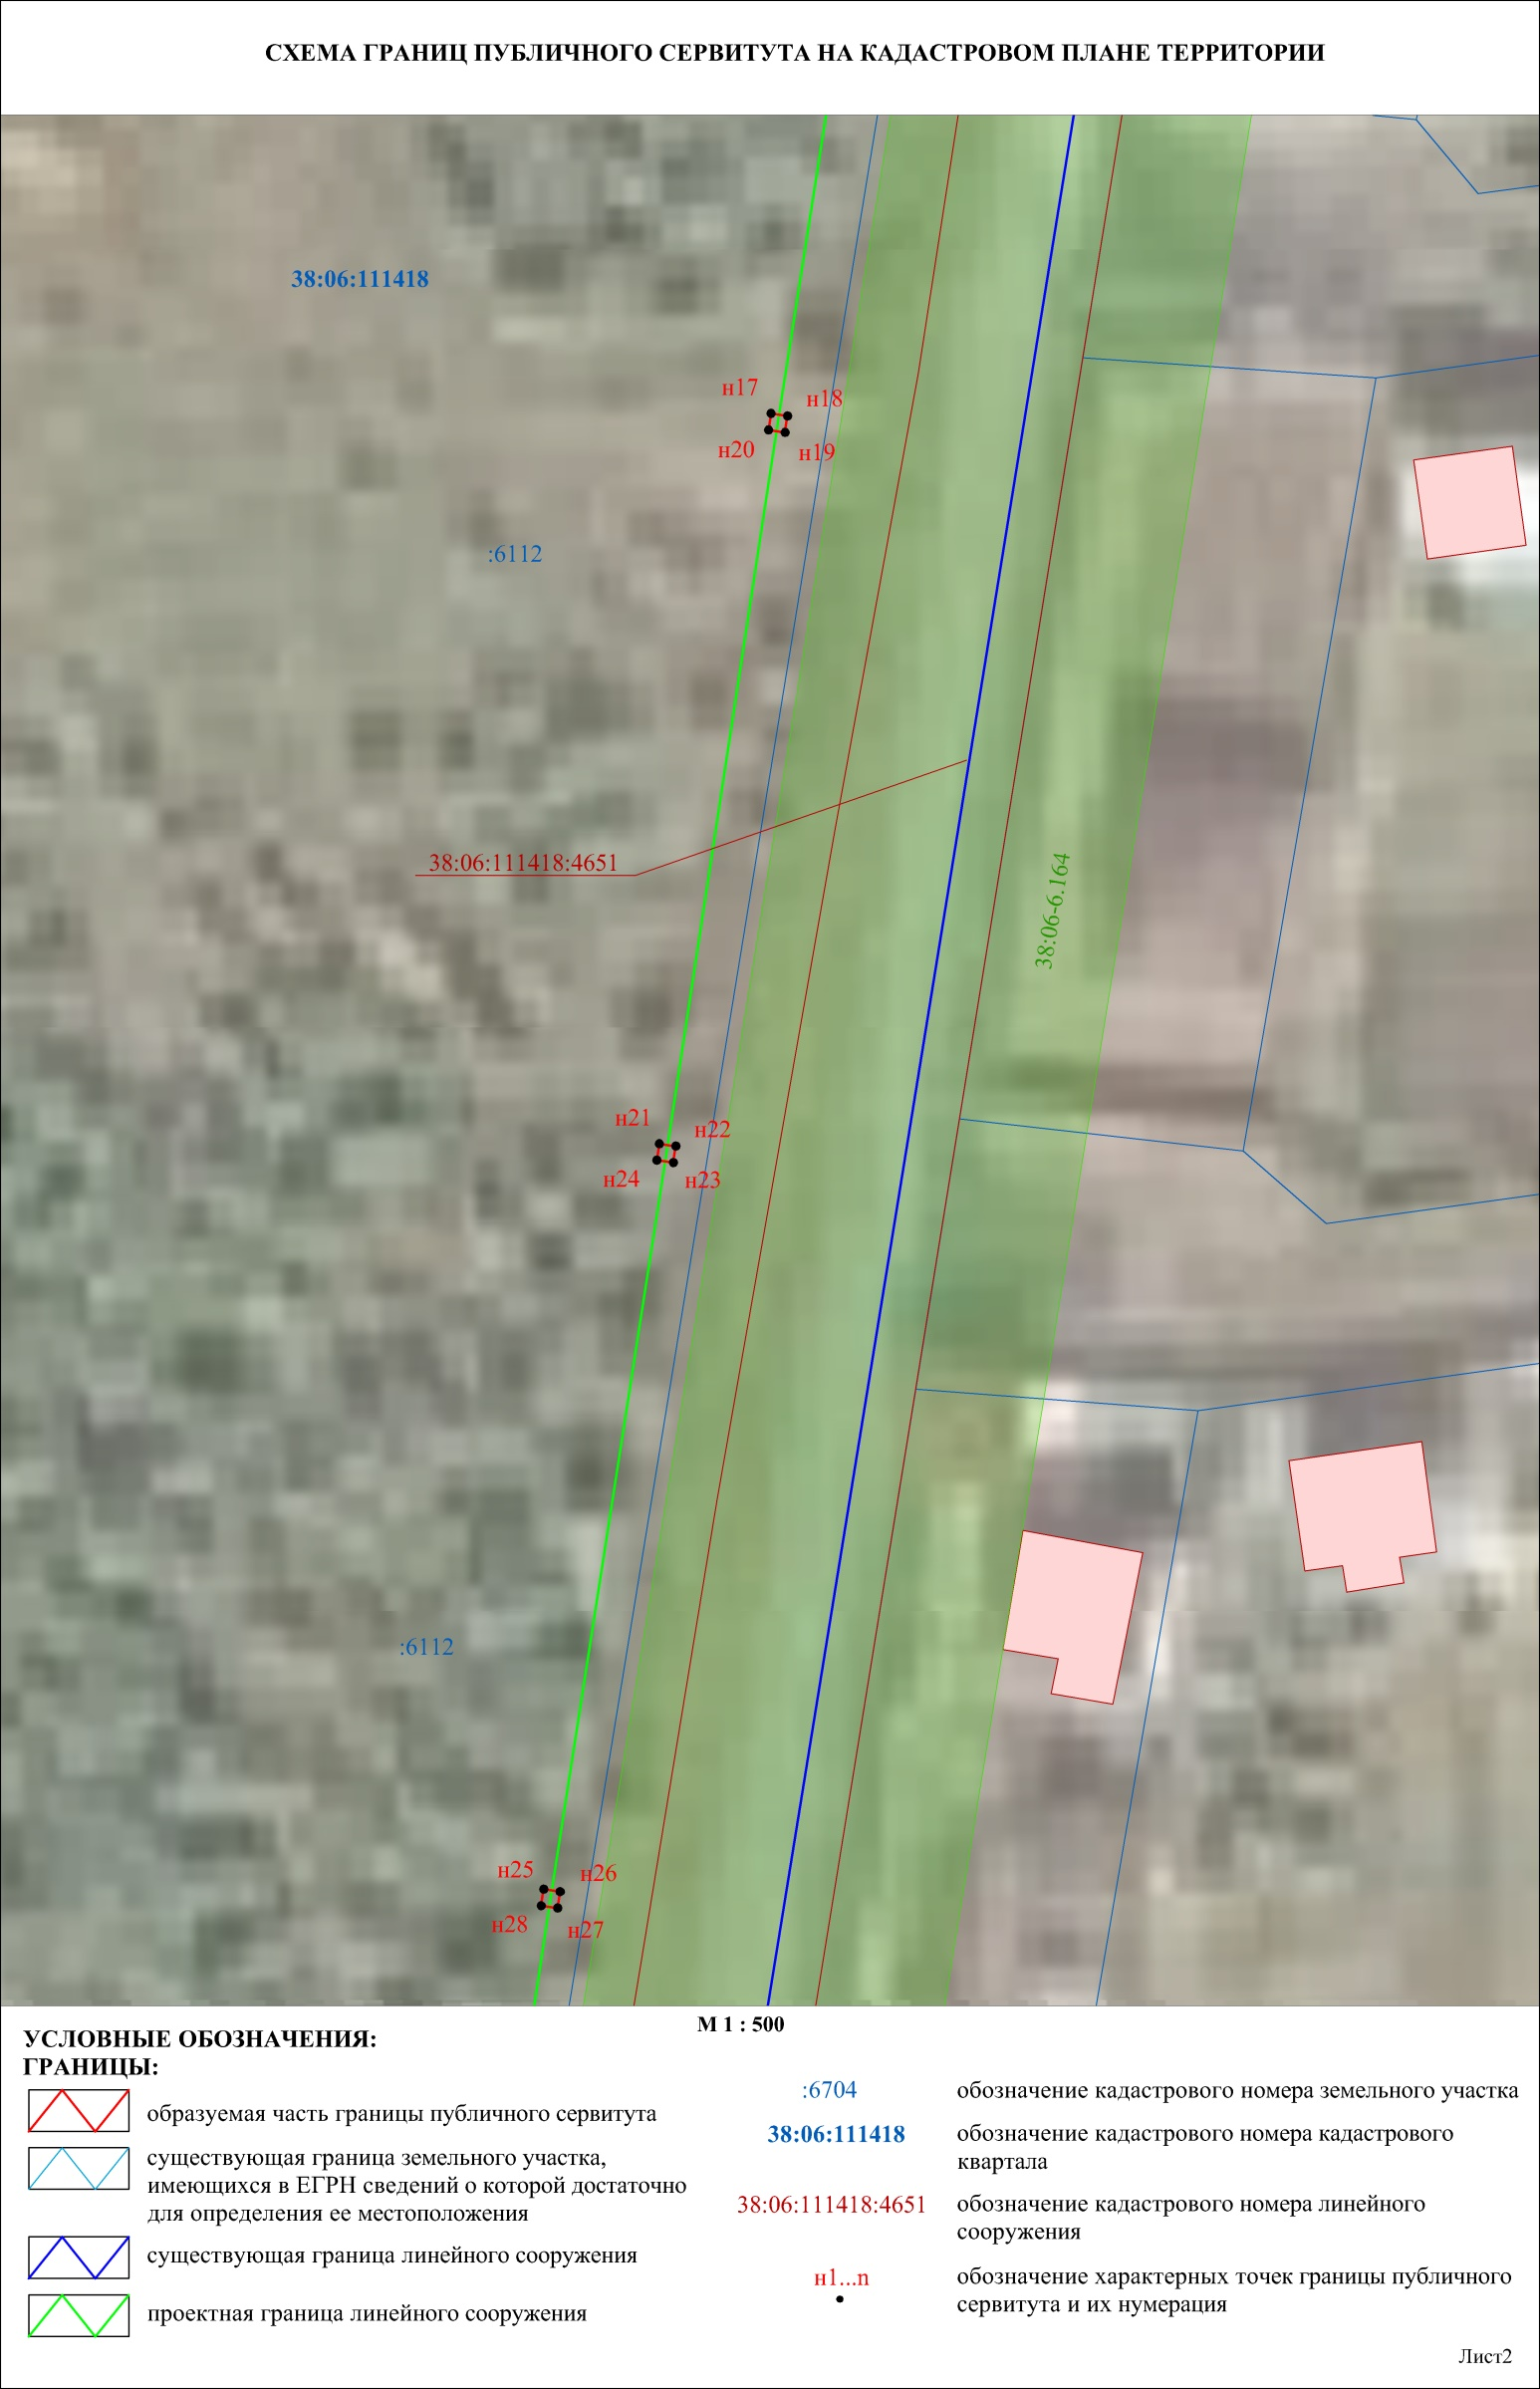 СХЕМА ГРАНИЦ ПУБЛИЧНОГО СЕРВИТУТА НА КАДАСТРОВОМ ПЛАНЕ ТЕРРИТОРИИ
38:06:111418
н17
н18
н20
н19
:6112
38:06:111418:4651
38:06-6.164
н21
н22
н24
н23
:6112
н25
н26
н28
н27
М 1 : 500
УСЛОВНЫЕ ОБОЗНАЧЕНИЯ:
ГРАНИЦЫ:
образуемая часть границы публичного сервитута
существующая граница земельного участка,
имеющихся в ЕГРН сведений о которой достаточно
для определения ее местоположения
существующая граница линейного сооружения
проектная граница линейного сооружения
:6704
обозначение кадастрового номера земельного участка
38:06:111418
обозначение кадастрового номера кадастрового
квартала
38:06:111418:4651
обозначение кадастрового номера линейного
сооружения
н1...n
обозначение характерных точек границы публичного
сервитута и их нумерация
Лист2